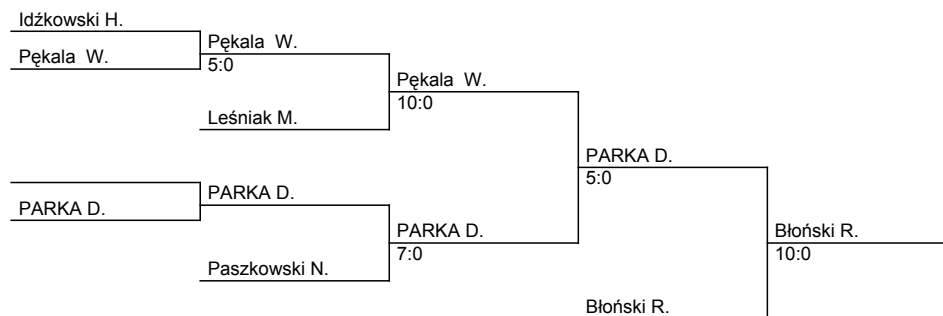 Idźkowski H.
Pękala  W.
Pękala  W.
5:0
Pękala  W.
10:0
Leśniak M.
PARKA D.
5:0
PARKA D.
PARKA D.
PARKA D.
7:0
Błoński R.
10:0
Paszkowski N.
Błoński R.